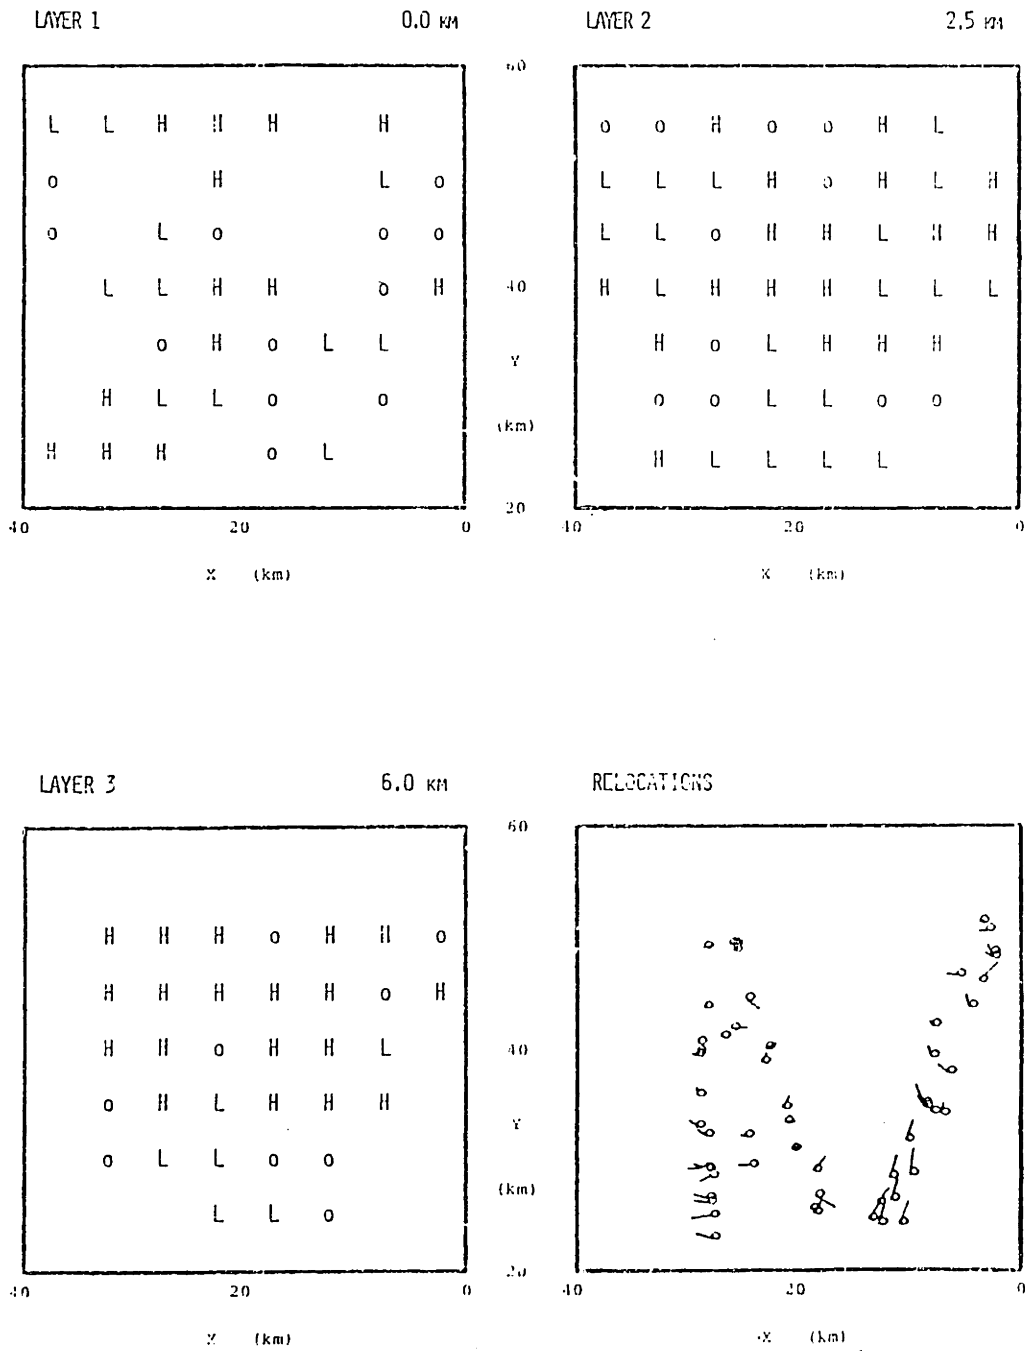 LAYER 1 0.0 KM
LAYER 2 2.5 KM
60
L L H H H H
o o H o o H L
o H L o
L L L H o H L H
o L o o o
L L o H H L H H
L L H H o H
40
H L H H H L L L
o H o L L
H o L H H H
Y
H L L o o
o o L L o o
(km)
H H H o L
H L L L L
20
40 20 0
40 20 0
X (km)
X (km)
LAYER 3 6.0 KM
RELOCATIONS
60
H H H o H H o
H H H H H o H
H H o H H L
40
o H L H H H
Y
o L L o o
(km)
L L o
20
40 20 0
40 20 0
X (km)
X (km)